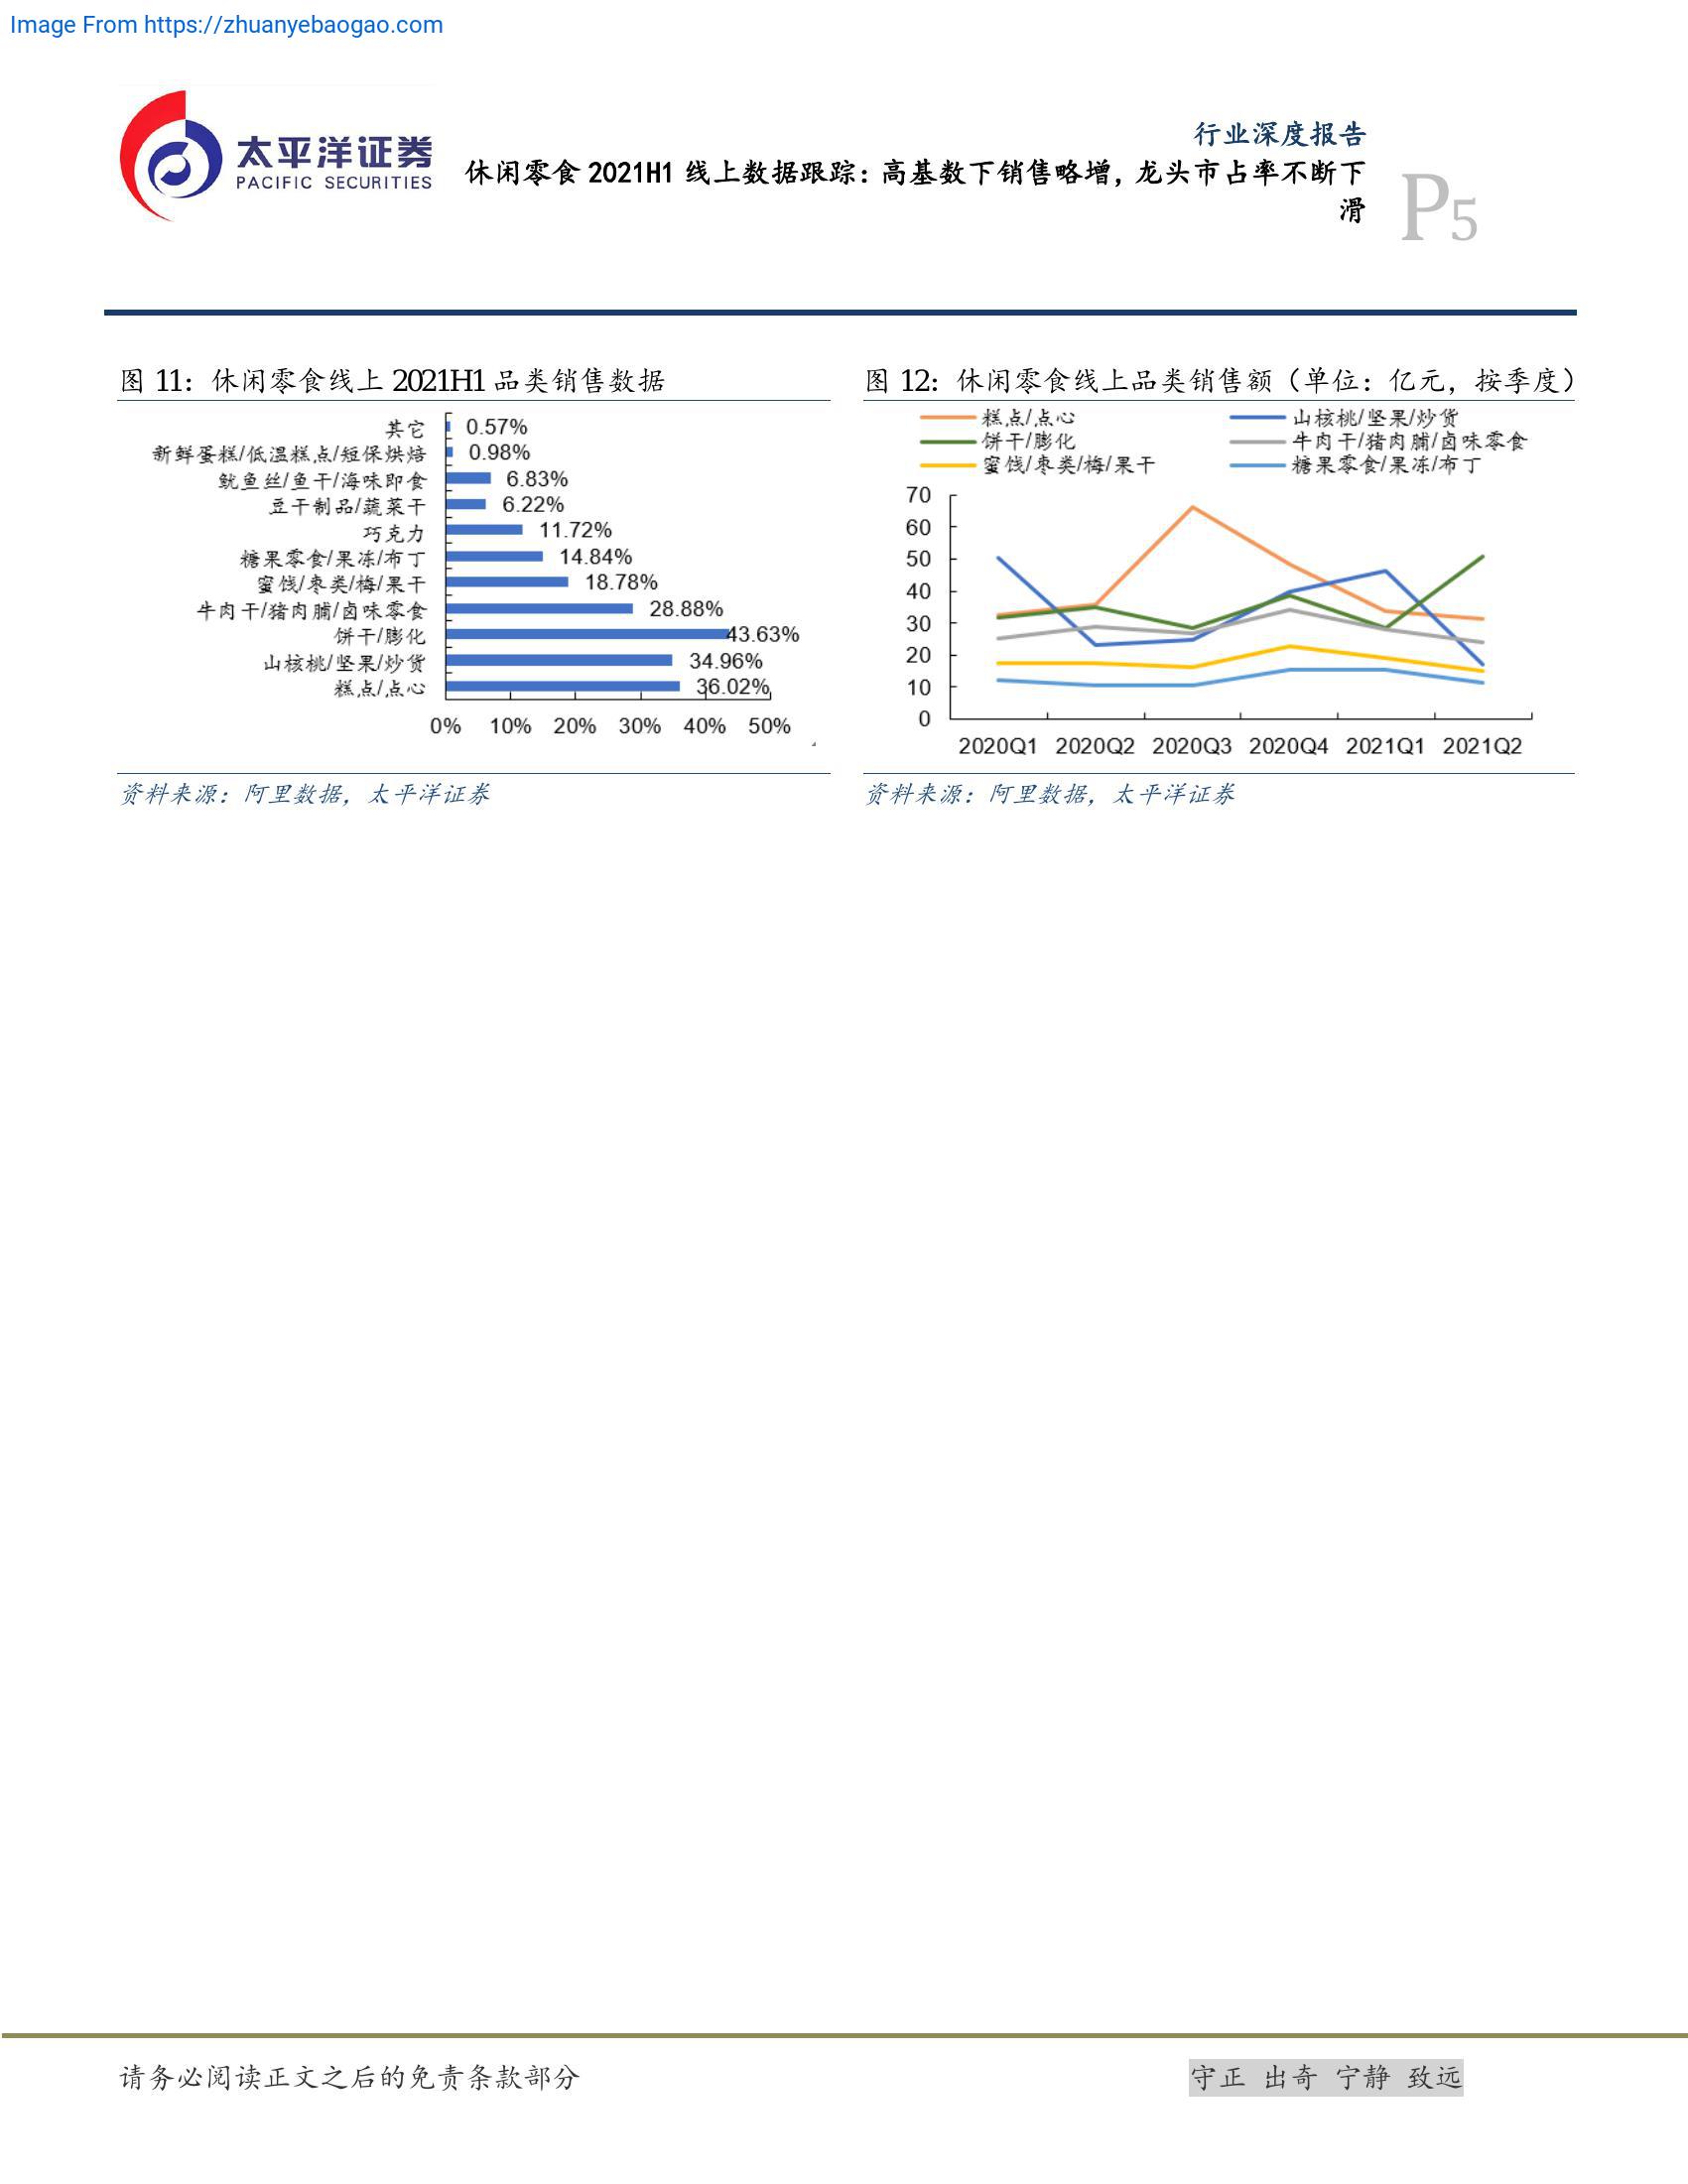 Image From https://zhuanyebaogao.com
太平洋证券
PACIFIC SECURITIES
行业深度报告
休闲零食 2021H1 线上数据跟踪：高基数下销售略增，龙头市占率不断下
滑
P5
图 11：休闲零食线上 2021H1 品类销售数据
其它 0.57%
新鲜蛋糕/低温糕点/短保烘焙 0.98%
鱿鱼丝/鱼干/海味即食 6.83%
豆干制品/蔬菜干 6.22%
巧克力 11.72%
糖果零食/果冻/布丁 14.84%
蜜饯/枣类/梅/果干 18.78%
牛肉干/猪肉脯/卤味零食 28.88%
饼干/膨化 43.63%
山核桃/坚果/炒货 34.96%
糕点/点心 36.02%
0% 10% 20% 30% 40% 50%
资料来源：阿里数据，太平洋证券
图 12：休闲零食线上品类销售额（单位：亿元，按季度）
糕点/点心 山核桃/坚果/炒货
饼干/膨化 牛肉干/猪肉脯/卤味零食
蜜饯/枣类/梅/果干 糖果零食/果冻/布丁
70
60
50
40
30
20
10
0
2020Q1 2020Q2 2020Q3 2020Q4 2021Q1 2021Q2
资料来源：阿里数据，太平洋证券
请务必阅读正文之后的免责条款部分
守正 出奇 宁静 致远